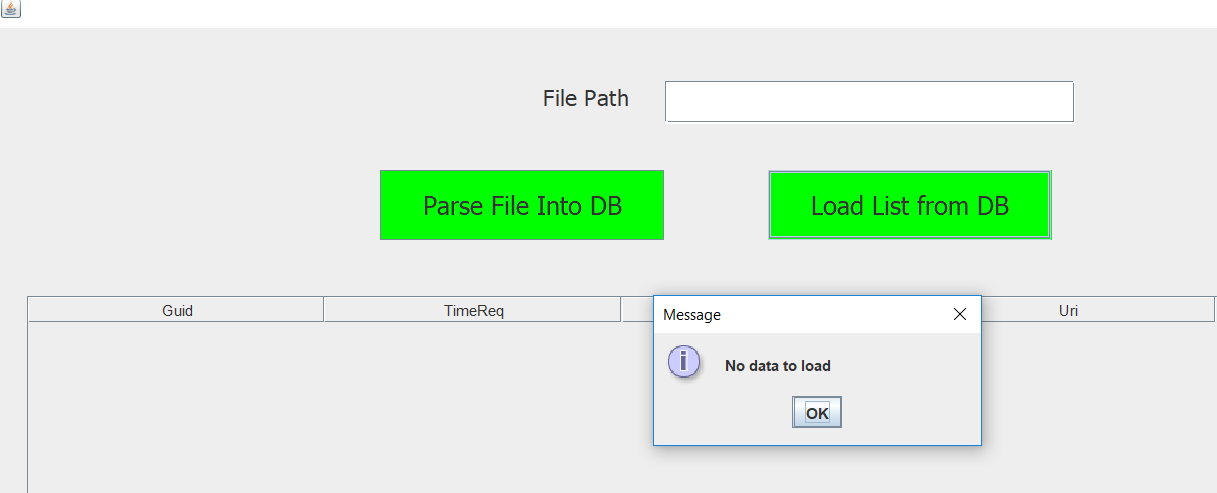 File Path
Parse File Into DB
Load List from DB
Guid
TimeReq
Uri
Message
No data to load
OK